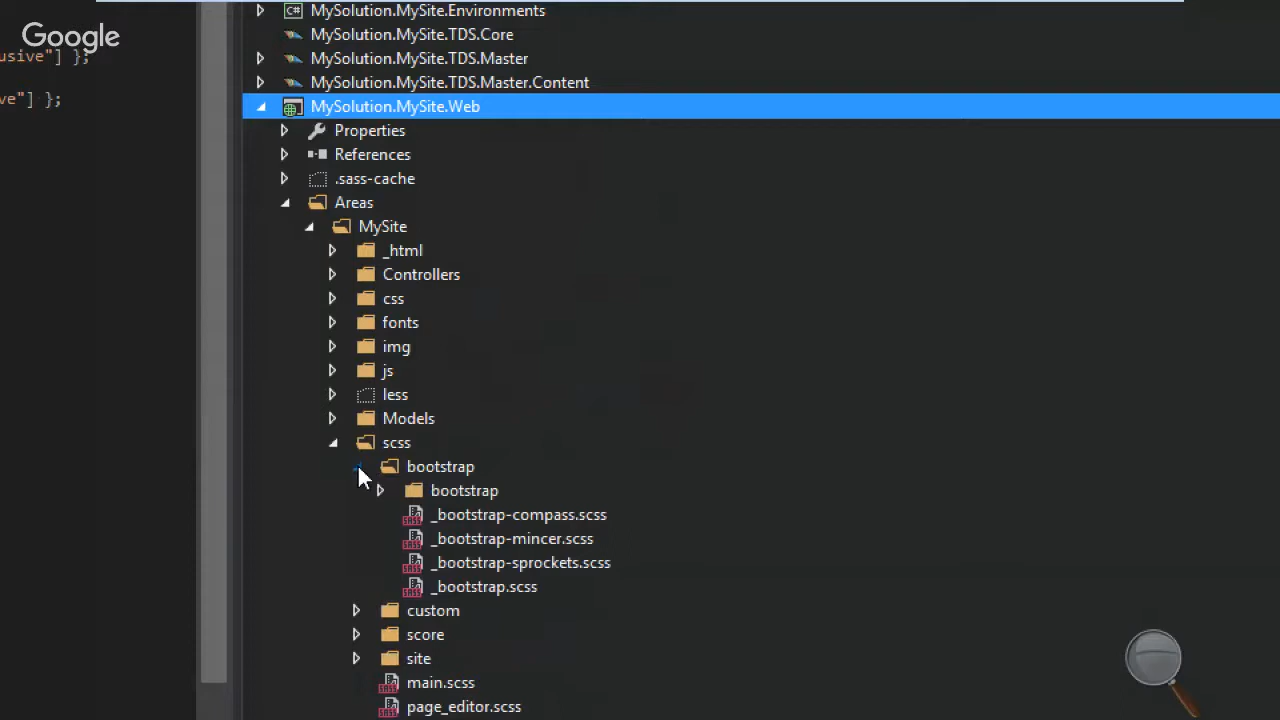 MySolution.MySite.Environments
Google
MySolution.MySite.TDS.Core
usive"] };
MySolution.MySite.TDS.Master
MySolution.MySite.TDS.Master.Content
ve"] };
MySolution.MySite.Web
Properties
References
.sass-cache
Areas
MySite
_html
Controllers
css
fonts
img
js
less
Models
scss
bootstrap
bootstrap
_bootstrap-compass.scss
_bootstrap-mincer.scss
_bootstrap-sprockets.scss
_bootstrap.scss
custom
score
site
main.scss
page_editor.scss